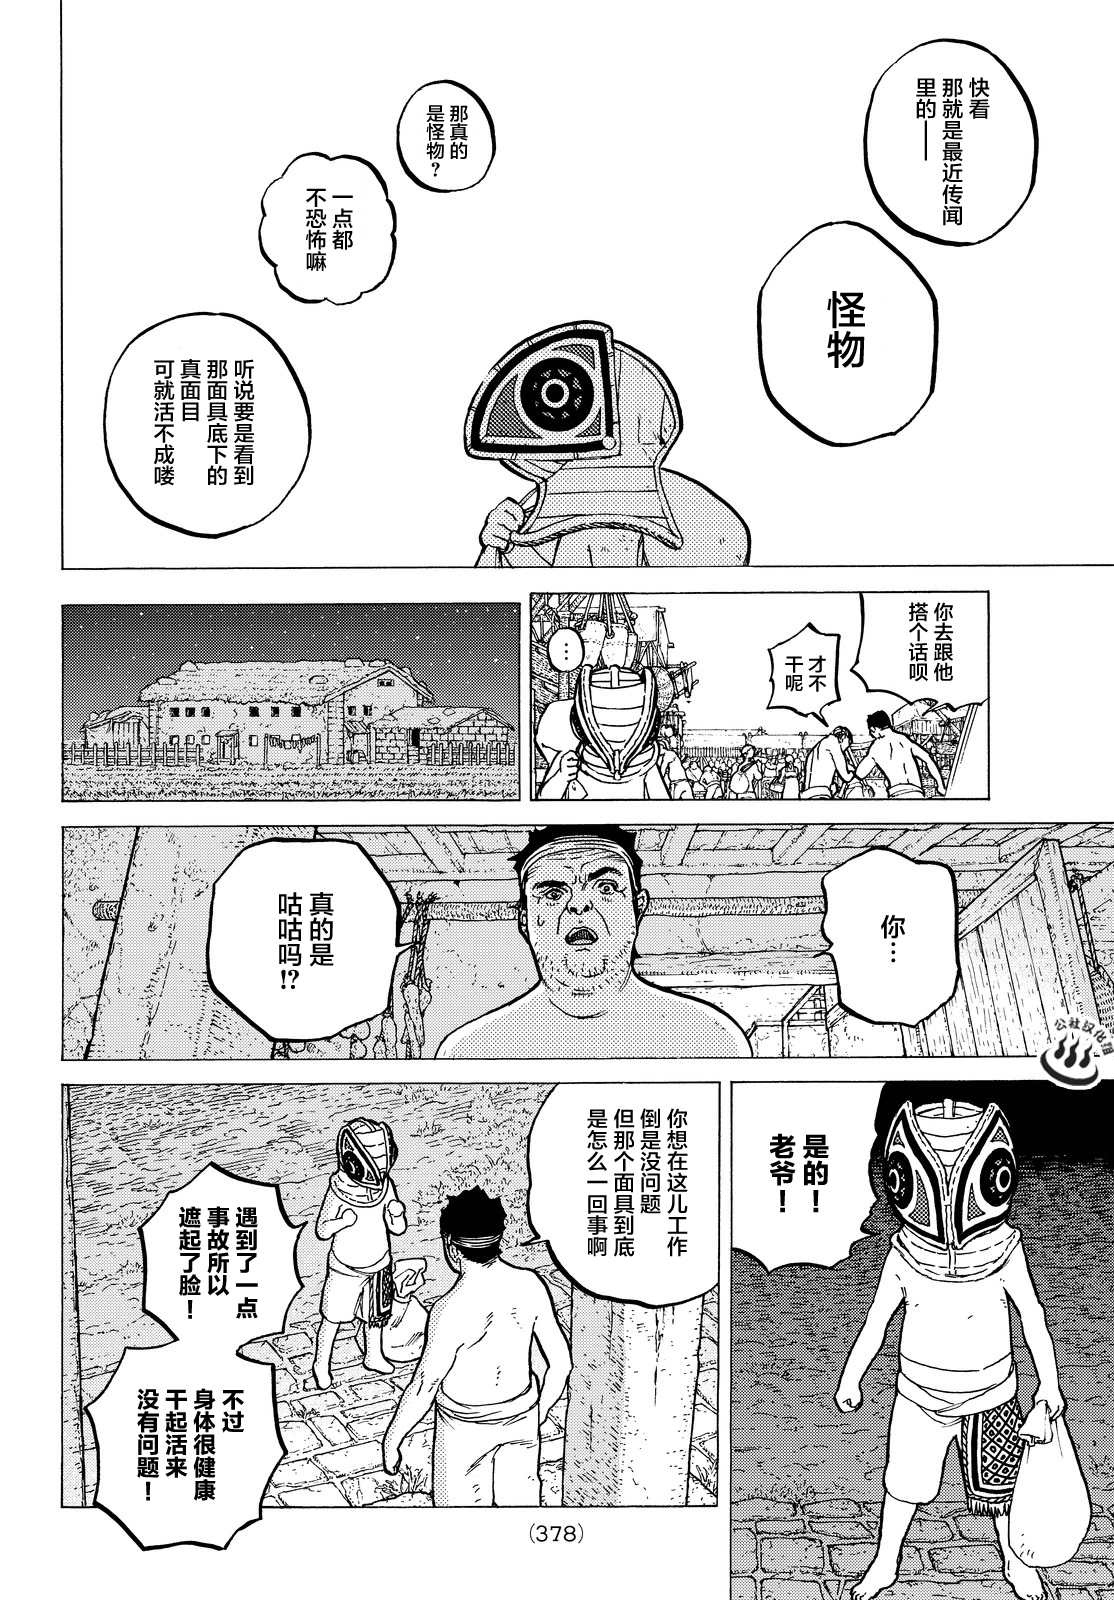 快看
那就是最近传闻
里的——
怪物
那真的
是怪物？
一点都
不恐怖嘛
听说要是看到
那面具底下的
真面目
可就活不成喽
你去跟他
搭个话呗
才不
干呢
…
你…
真的是
咕咕吗!?
是的！
老爷！
你想在这儿工作
倒是没问题
但那个面具到底
是怎么一回事啊
遇到了一点
事故所以
遮起了脸！
不过
身体很健康
干起活来
没有问题！
(378)
公社汉化组